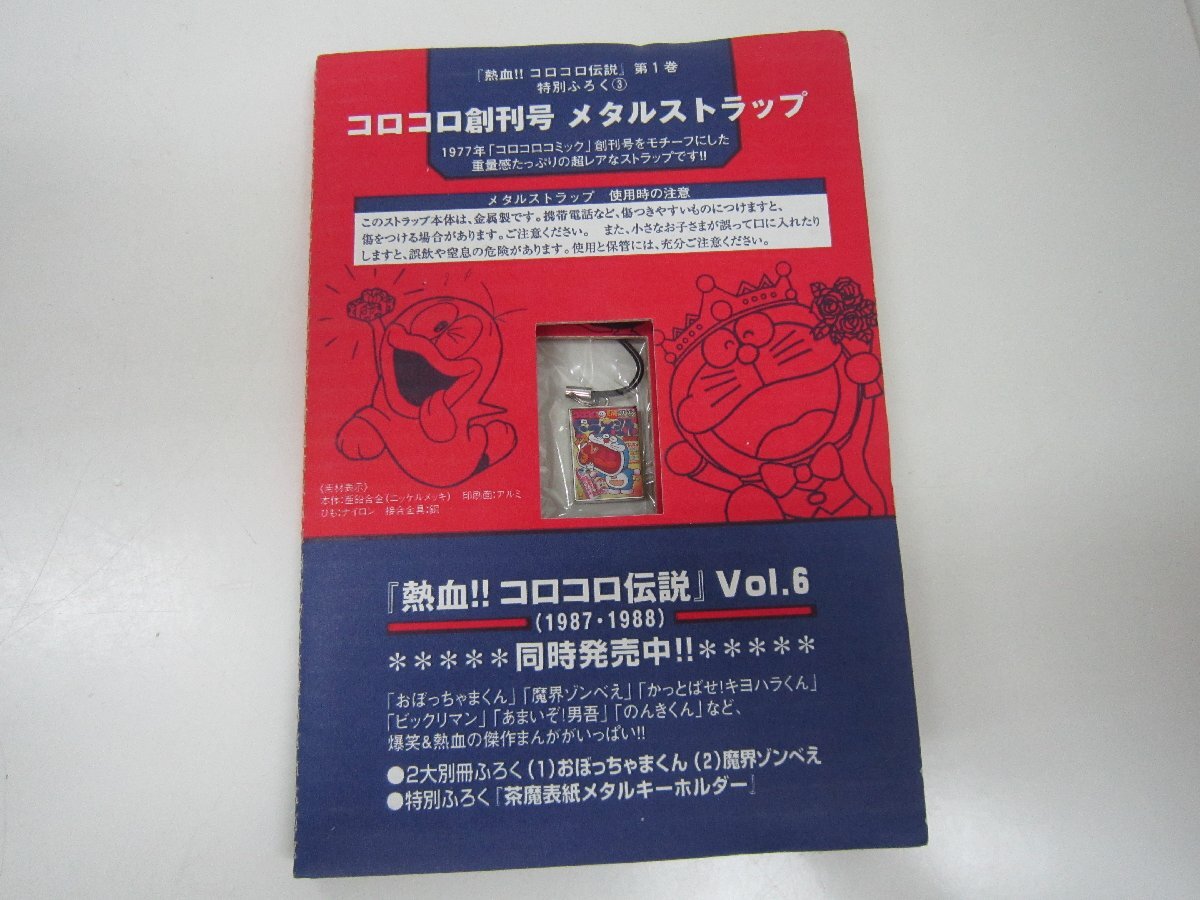 『熱血!! コロコロ伝説』第1巻
特別ふろく③
コロコロ創刊号 メタルストラップ
1977年「コロコロコミック」創刊号をモチーフにした
重量感たっぷりの超レアなストラップです!!
メタルストラップ 使用時の注意
このストラップ本体は、金属製です。携帯電話など、傷つきやすいものにつけますと、
傷をつける場合があります。ご注意ください。 また、小さなお子さまが誤って口に入れたり
しますと、誤飲や窒息の危険があります。使用と保管には、充分ご注意ください。
〈素材表示〉
本体:亜鉛合金(ニッケルメッキ) 印刷面:アルミ
ひも:ナイロン 接合金具:銅
『熱血!! コロコロ伝説』 Vol.6
(1987・1988)
*****同時発売中!!*****
「おぼっちゃまくん」「魔界ゾンベえ」「かっとばせ!キヨハラくん」
「ビックリマン」「あまいぞ!男吾」「のんきくん」など、
爆笑&熱血の傑作まんががいっぱい!!
●2大別冊ふろく(1)おぼっちゃまくん(2)魔界ゾンベえ
●特別ふろく『茶魔表紙メタルキーホルダー』